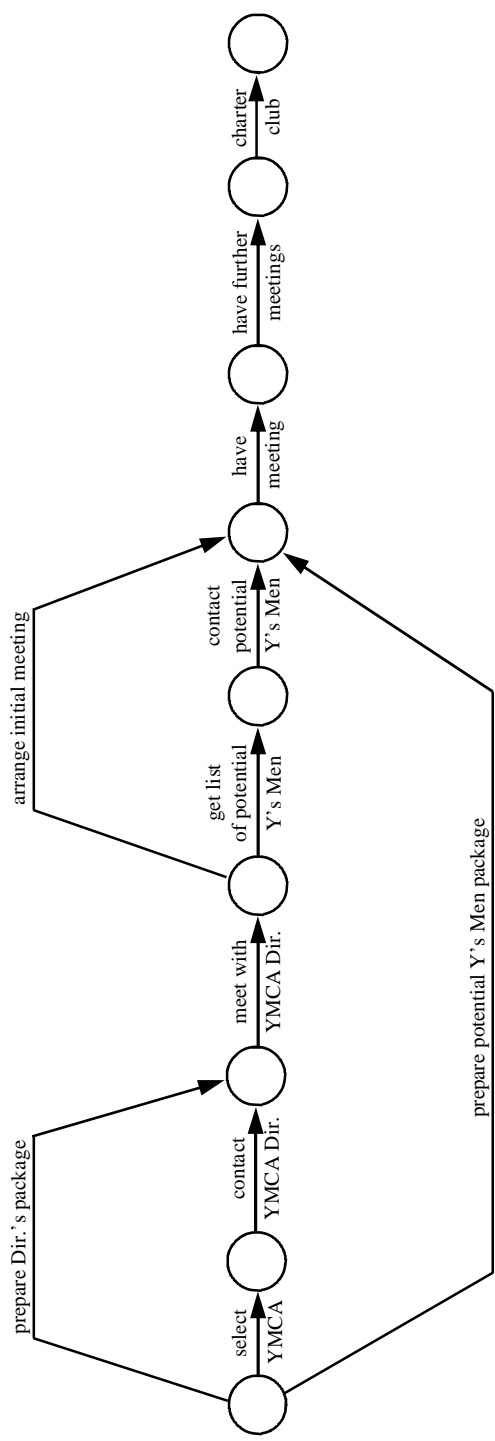 prepare Dir.'s package
select
YMCA
contact
YMCA Dir.
meet with
YMCA Dir.
arrange initial meeting
get list
of potential
Y's Men
contact
potential
Y's Men
prepare potential Y's Men package
have
meeting
have further
meetings
charter
club